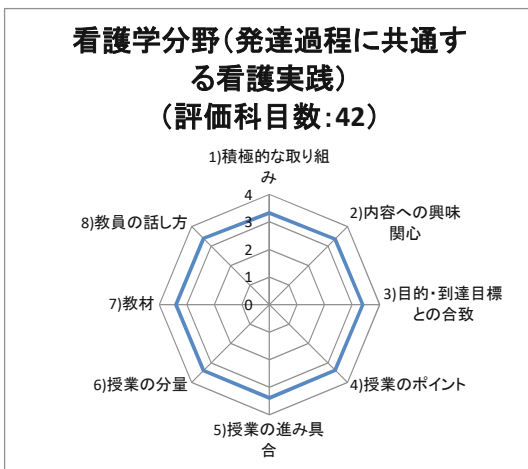 看護学分野(発達過程に共通す
る看護実践)
(評価科目数:42)
1)積極的な取り組
み
2)内容への興味
関心
3)目的・到達目標
との合致
4)授業のポイント
5)授業の進み具
合
6)授業の分量
7)教材
8)教員の話し方
4
3
2
1
0